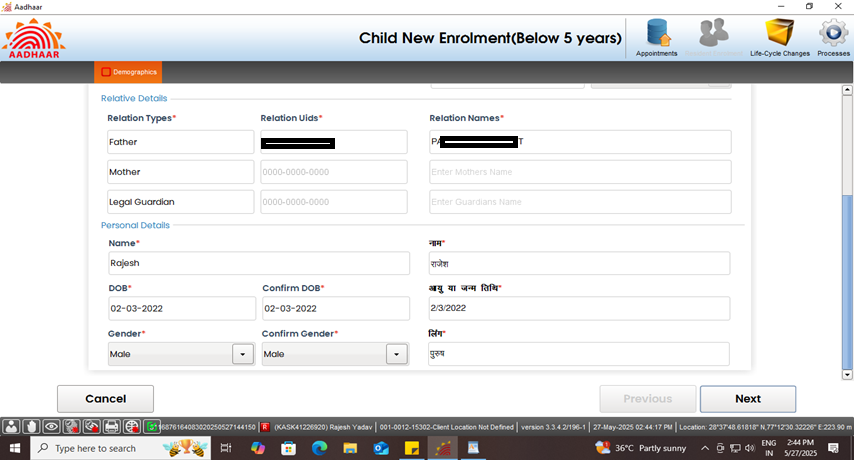 Aadhaar
AADHAAR
Child New Enrolment(Below 5 years)
Appointments
Life-Cycle Changes
Processes
Demographics
Relative Details
Relation Types* Relation Uids* Relation Names*
Father PA T
Mother 0000-0000-0000 Enter Mothers Name
Legal Guardian 0000-0000-0000 Enter Guardians Name
Personal Details
Name* नाम*
Rajesh राजेश
DOB* Confirm DOB* आयु या जन्म तिथि*
02-03-2022 02-03-2022 2/3/2022
Gender* Confirm Gender* लिंग*
Male Male पुरुष
Cancel Previous Next
(KASK41226920) Rajesh Yadav 001-0012-15302-Client Location Not Defined version 3.3.4.2/196-1 27-May-2025 02:44:17 PM Location: 28°37'48.61818" N,77°12'30.32226" E:223.90 m
Type here to search 36°C Partly sunny ENG 2:44 PM
IN 5/27/2025